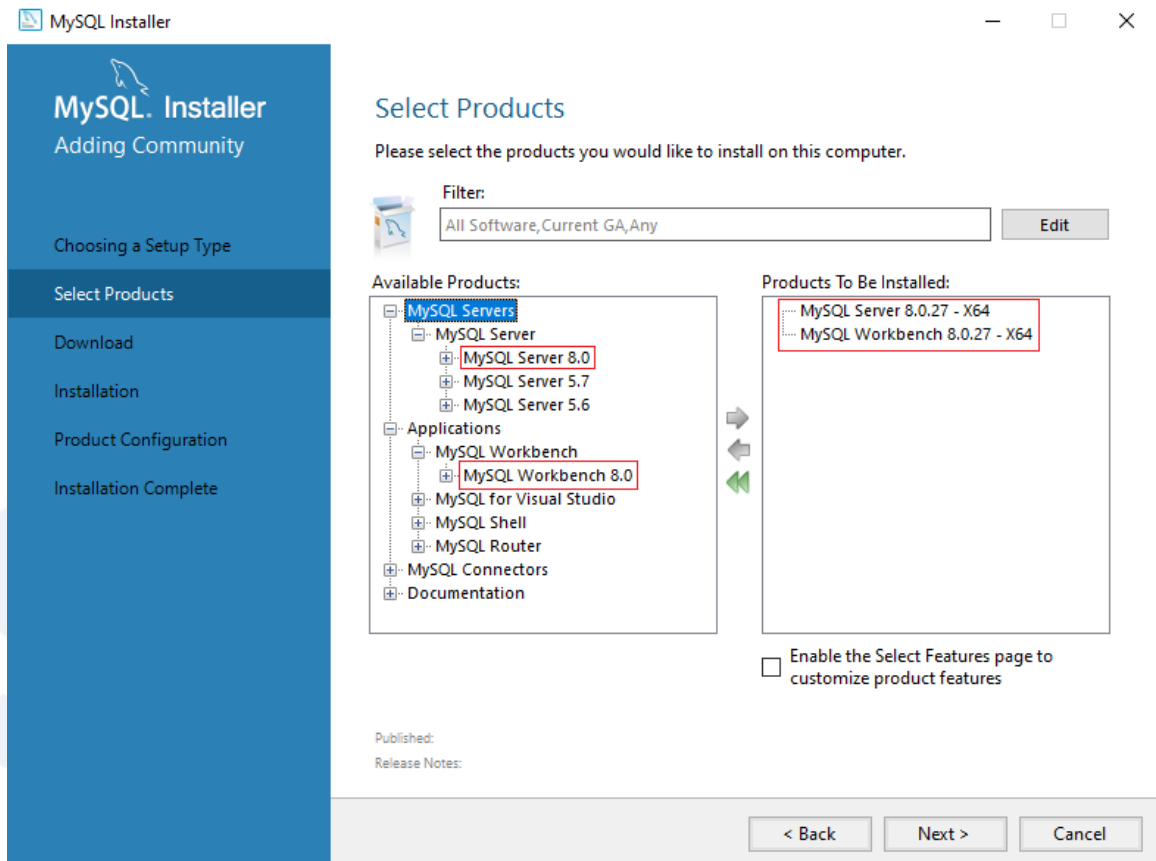 MySQL Installer
MySQL. Installer
Adding Community
Choosing a Setup Type
Select Products
Download
Installation
Product Configuration
Installation Complete
Select Products
Please select the products you would like to install on this computer.
Filter:
All Software,Current GA,Any
Edit
Available Products:
MySQL Servers
MySQL Server
MySQL Server 8.0
MySQL Server 5.7
MySQL Server 5.6
Applications
MySQL Workbench
MySQL Workbench 8.0
MySQL for Visual Studio
MySQL Shell
MySQL Router
MySQL Connectors
Documentation
Products To Be Installed:
MySQL Server 8.0.27 - X64
MySQL Workbench 8.0.27 - X64
Enable the Select Features page to
customize product features
Published:
Release Notes:
< Back
Next >
Cancel